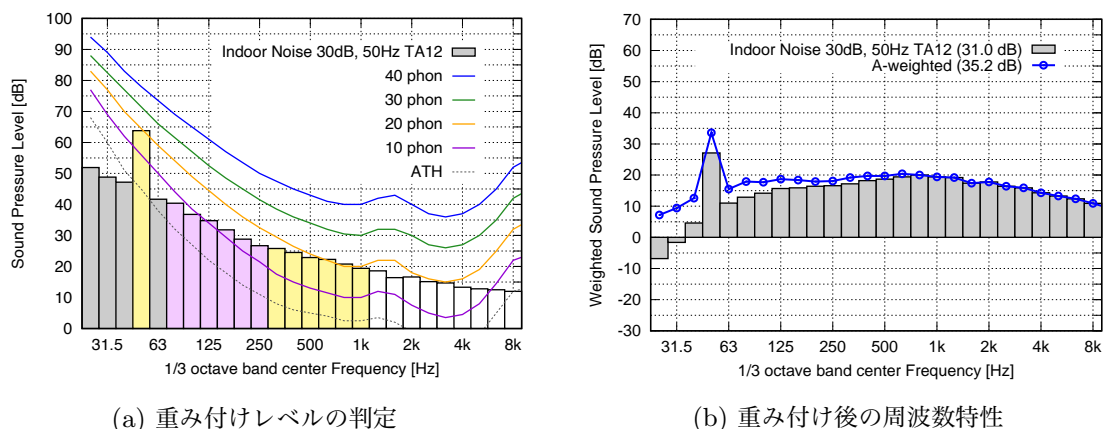 100
90
80
70
60
50
40
30
20
10
0
Sound Pressure Level [dB]
Indoor Noise 30dB, 50Hz TA12
40 phon
30 phon
20 phon
10 phon
ATH
31.5 63 125 250 500 1k 2k 4k 8k
1/3 octave band center Frequency [Hz]
(a) 重み付けレベルの判定
70
60
50
40
30
20
10
0
-10
-20
-30
Weighted Sound Pressure Level [dB]
Indoor Noise 30dB, 50Hz TA12 (31.0 dB)
A-weighted (35.2 dB)
31.5 63 125 250 500 1k 2k 4k 8k
1/3 octave band center Frequency [Hz]
(b) 重み付け後の周波数特性